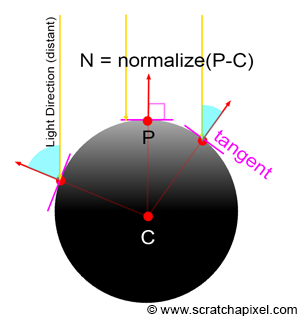 Light Direction (distant)
N = normalize(P-C)
P
tangent
C
© www.scratchapixel.com